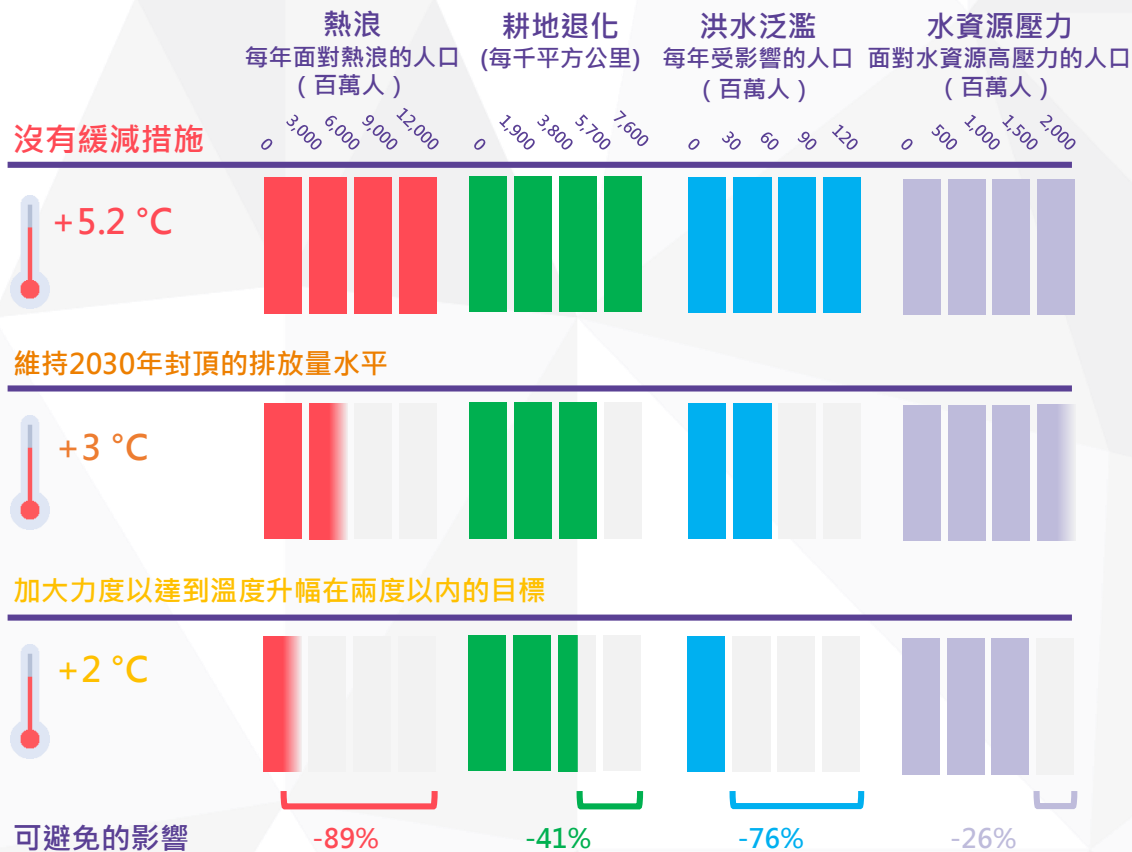 熱浪
每年面對熱浪的人口
(百萬人)
耕地退化
(每千平方公里)
洪水泛濫
每年受影響的人口
(百萬人)
水資源壓力
面對水資源高壓力的人口
(百萬人)
沒有緩減措施
0 3,000 6,000 9,000 12,000
0 1,900 3,800 5,700 7,600
0 30 60 90 120
0 500 1,000 1,500 2,000
+5.2 °C
維持2030年封頂的排放量水平
+3 °C
加大力度以達到溫度升幅在兩度以内的目標
+2 °C
可避免的影響 -89% -41% -76% -26%